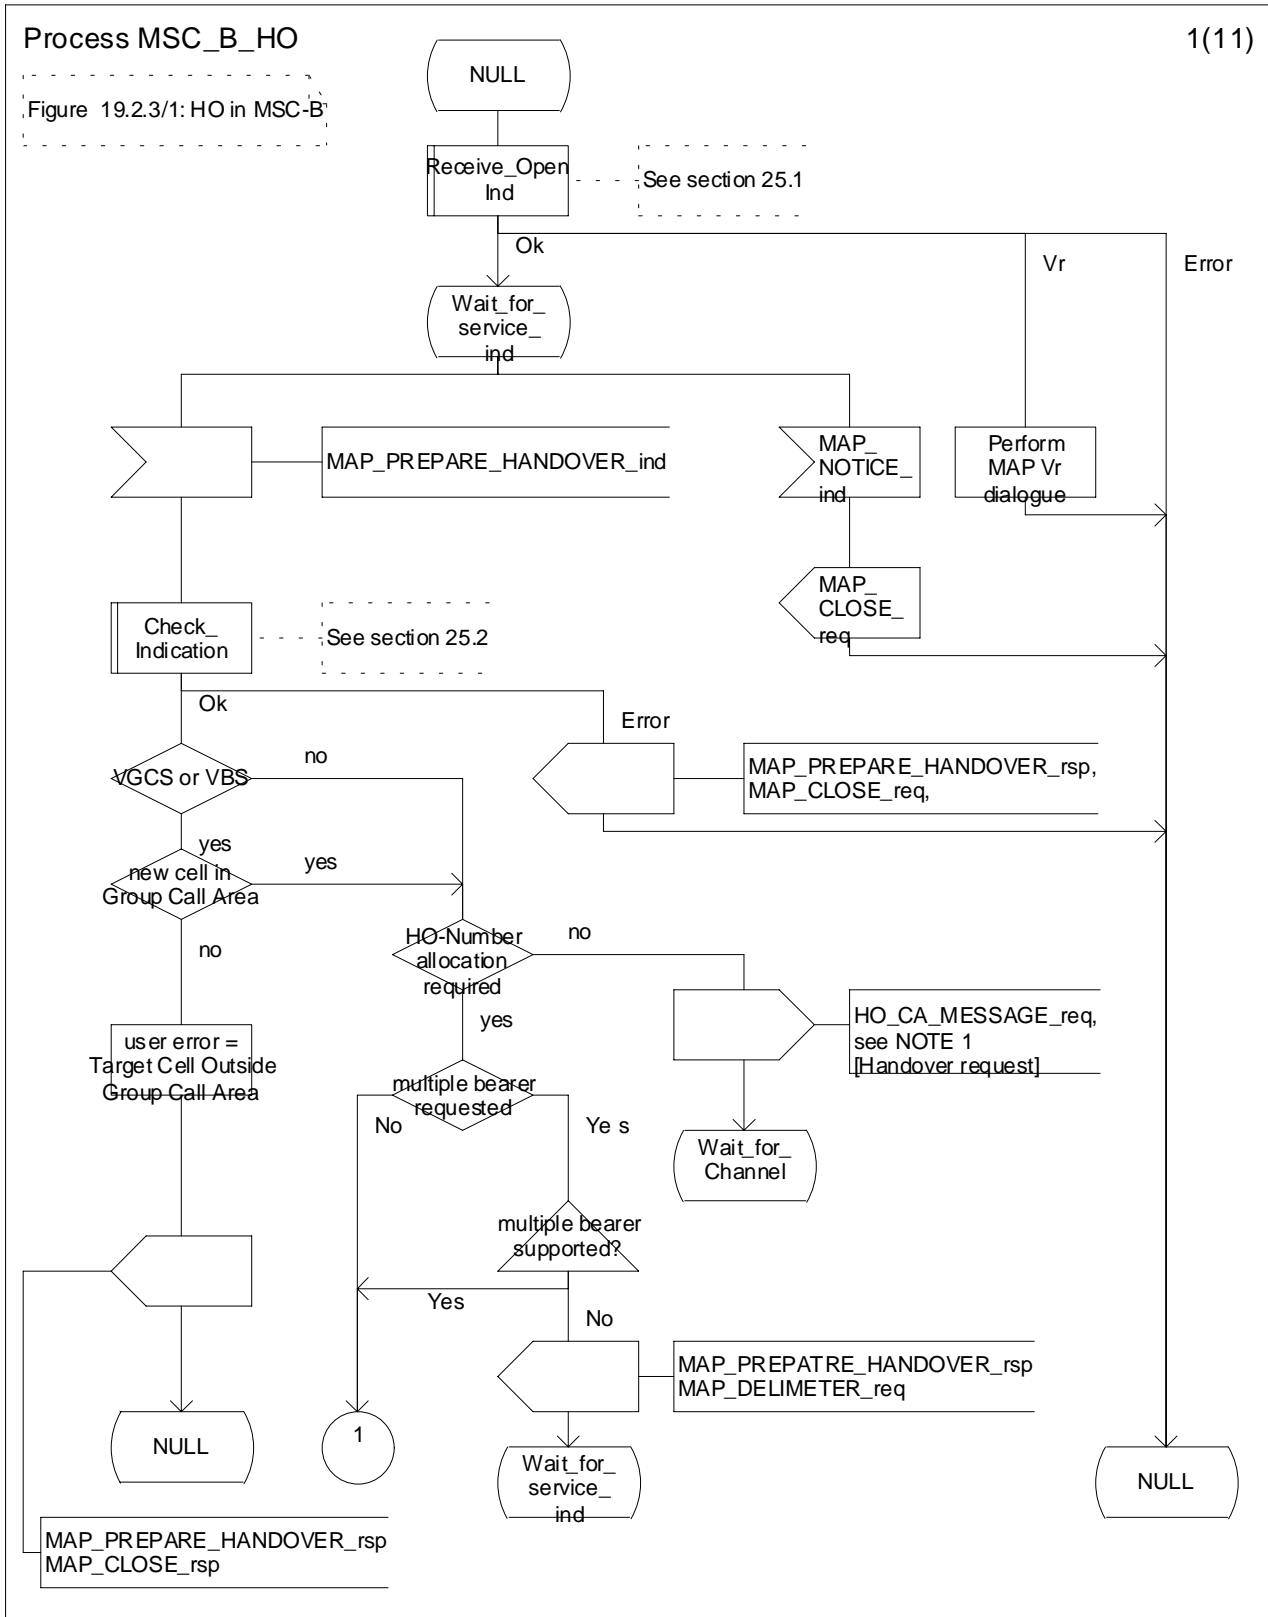 Process MSC_B_HO
1(11)
Figure 19.2.3/1: HO in MSC-B
NULL
Receive_Open
Ind
See section 25.1
Ok
Vr
Error
Wait_for_
service_
ind
MAP_PREPARE_HANDOVER_ind
MAP_
NOTICE_
ind
Perform
MAP Vr
dialogue
MAP_
CLOSE_
req
Check_
Indication
See section 25.2
Ok
Error
VGCS or VBS
no
MAP_PREPARE_HANDOVER_rsp,
MAP_CLOSE_req,
yes
new cell in
Group Call Area
yes
no
HO-Number
allocation
required
no
yes
HO_CA_MESSAGE_req,
see NOTE 1
[Handover request]
user error =
Target Cell Outside
Group Call Area
multiple bearer
requested
No
Ye s
Wait_for_
Channel
multiple bearer
supported?
Yes
No
MAP_PREPATRE_HANDOVER_rsp
MAP_DELIMETER_req
NULL
1
Wait_for_
service_
ind
NULL
MAP_PREPARE_HANDOVER_rsp
MAP_CLOSE_rsp